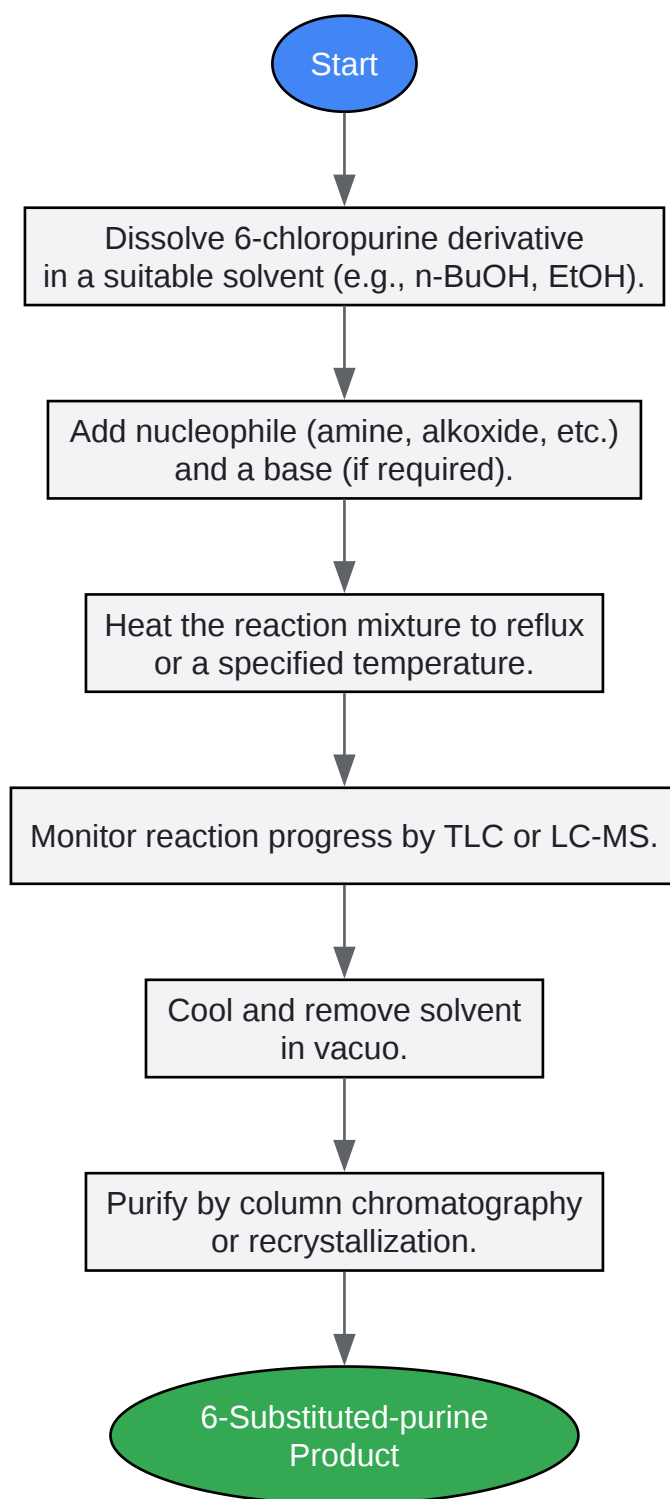 Start
Dissolve 6-chloropurine derivative
in a suitable solvent (e.g., n-BuOH, EtOH).
Add nucleophile (amine, alkoxide, etc.)
and a base (if required).
Heat the reaction mixture to reflux
or a specified temperature.
Monitor reaction progress by TLC or LC-MS.
Cool and remove solvent
in vacuo.
Purify by column chromatography
or recrystallization.
6-Substituted-purine
Product